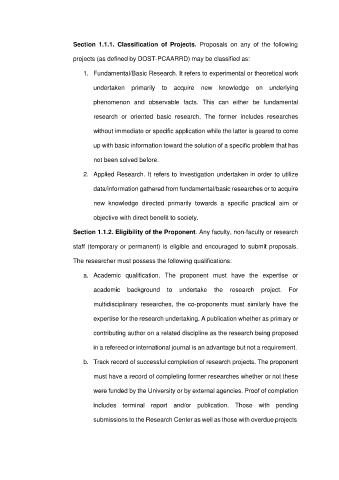 Section 1.1.1. Classification of Projects. Proposals on any of the following
projects (as defined by DOST-PCAARRD) may be classified as:
1. Fundamental/Basic Research. It refers to experimental or theoretical work
undertaken primarily to acquire new knowledge on underlying
phenomenon and observable facts. This can either be fundamental
research or oriented basic research. The former includes researches
without immediate or specific application while the latter is geared to come
up with basic information toward the solution of a specific problem that has
not been solved before.
2. Applied Research. It refers to investigation undertaken in order to utilize
data/information gathered from fundamental/basic researches or to acquire
new knowledge directed primarily towards a specific practical aim or
objective with direct benefit to society.
Section 1.1.2. Eligibility of the Proponent. Any faculty, non-faculty or research
staff (temporary or permanent) is eligible and encouraged to submit proposals.
The researcher must possess the following qualifications:
a. Academic qualification. The proponent must have the expertise or
academic background to undertake the research project. For
multidisciplinary researches, the co-proponents must similarly have the
expertise for the research undertaking. A publication whether as primary or
contributing author on a related discipline as the research being proposed
in a refereed or international journal is an advantage but not a requirement.
b. Track record of successful completion of research projects. The proponent
must have a record of completing former researches whether or not these
were funded by the University or by external agencies. Proof of completion
includes terminal report and/or publication. Those with pending
submissions to the Research Center as well as those with overdue projects